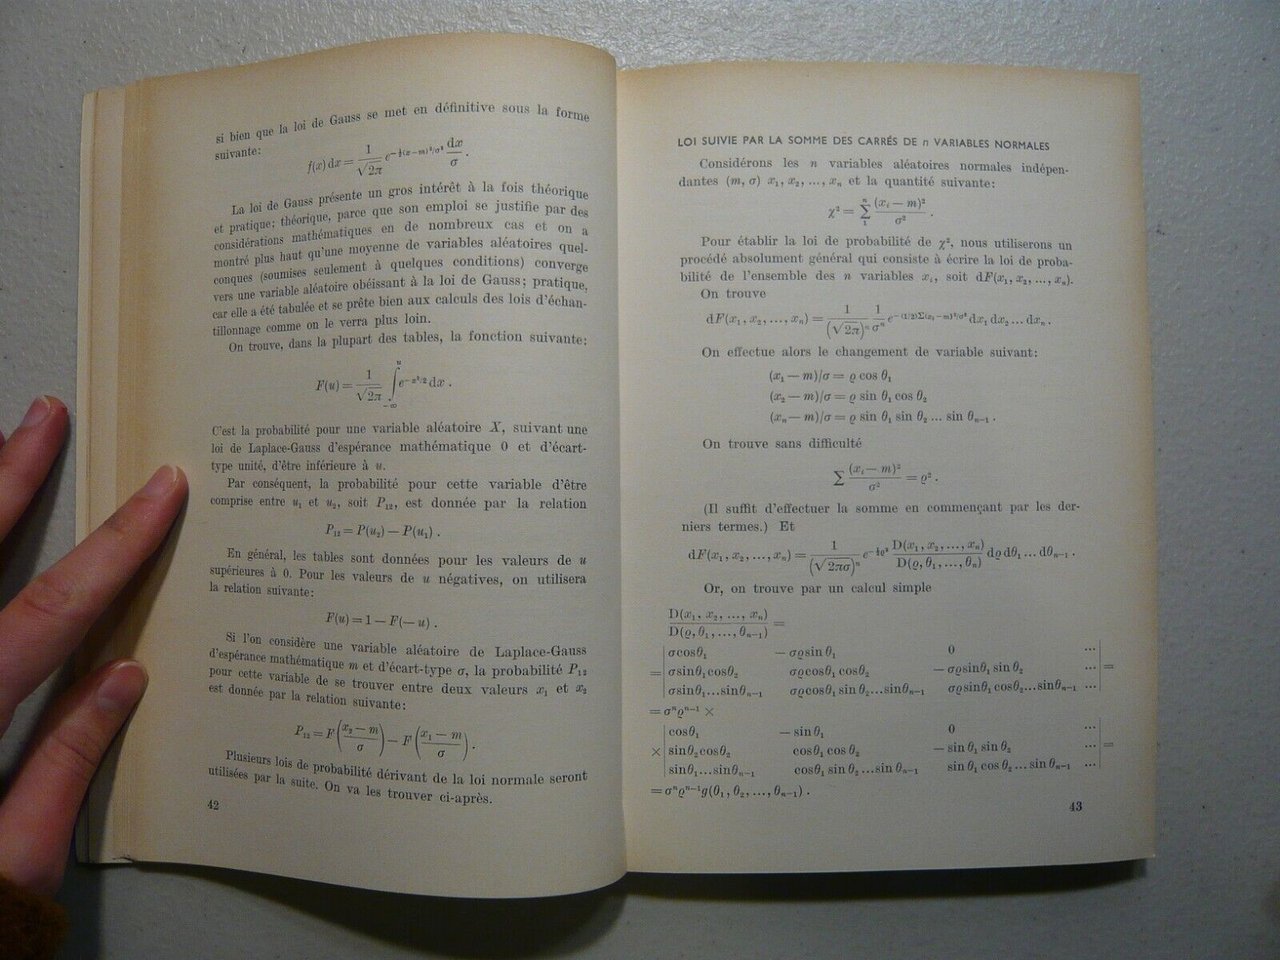 si bien que la loi de Gauss se met en définitive sous la forme
suivante:
f(x) dx = 1/√2π e^{-½(x-m)²/σ²} dx/σ .
La loi de Gauss présente un gros intérêt à la fois théorique
et pratique; théorique, parce que son emploi se justifie par des
considérations mathématiques en de nombreux cas et on a
montré plus haut qu'une moyenne de variables aléatoires quel-
conques (soumises seulement à quelques conditions) converge
vers une variable aléatoire obéissant à la loi de Gauss; pratique,
car elle a été tabulée et se prête bien aux calculs des lois d'échan-
tillonnage comme on le verra plus loin.
On trouve, dans la plupart des tables, la fonction suivante:
F(u) = 1/√2π ∫_{-∞}^{u} e^{-x²/2} dx .
C'est la probabilité pour une variable aléatoire X, suivant une
loi de Laplace-Gauss d'espérance mathématique 0 et d'écart-
type unité, d'être inférieure à u.
Par conséquent, la probabilité pour cette variable d'être
comprise entre u₁ et u₂, soit P₁₂, est donnée par la relation
P₁₂ = P(u₂) — P(u₁) .
En général, les tables sont données pour les valeurs de u
supérieures à 0. Pour les valeurs de u négatives, on utilisera
la relation suivante:
F(u) = 1 — F(— u) .
Si l'on considère une variable aléatoire de Laplace-Gauss
d'espérance mathématique m et d'écart-type σ, la probabilité P₁₂
pour cette variable de se trouver entre deux valeurs x₁ et x₂
est donnée par la relation suivante:
P₁₂ = F((x₂ — m)/σ) — F((x₁ — m)/σ) .
Plusieurs lois de probabilité dérivant de la loi normale seront
utilisées par la suite. On va les trouver ci-après.
42
LOI SUIVIE PAR LA SOMME DES CARRÉS DE n VARIABLES NORMALES
Considérons les n variables aléatoires normales indépen-
dantes (m, σ) x₁, x₂, ..., xₙ et la quantité suivante:
χ² = Σ₁ⁿ (xᵢ — m)²/σ² .
Pour établir la loi de probabilité de χ², nous utiliserons un
procédé absolument général qui consiste à écrire la loi de proba-
bilité de l'ensemble des n variables xᵢ, soit dF(x₁, x₂, ..., xₙ).
On trouve
dF(x₁, x₂, ..., xₙ) = 1/(√2π)ⁿ 1/σⁿ e^{-(1/2)Σ(x₁-m)²/σ²} dx₁ dx₂ ... dxₙ .
On effectue alors le changement de variable suivant:
(x₁ — m)/σ = ϱ cos θ₁
(x₂ — m)/σ = ϱ sin θ₁ cos θ₂
(xₙ — m)/σ = ϱ sin θ₁ sin θ₂ ... sin θₙ₋₁ .
On trouve sans difficulté
Σ (xᵢ — m)²/σ² = ϱ² .
(Il suffit d'effectuer la somme en commençant par les der-
niers termes.) Et
dF(x₁, x₂, ..., xₙ) = 1/(√2πσ)ⁿ e^{-½ϱ²} D(x₁, x₂, ..., xₙ)/D(ϱ, θ₁, ..., θₙ) dϱ dθ₁ ... dθₙ₋₁ .
Or, on trouve par un calcul simple
D(x₁, x₂, ..., xₙ)/D(ϱ, θ₁, ..., θₙ₋₁) =
| σcosθ₁ — σϱsinθ₁ 0 ... |
= | σsinθ₁cosθ₂ σϱcosθ₁cosθ₂ — σϱsinθ₁ sinθ₂ ... | =
| σsinθ₁...sinθₙ₋₁ σϱcosθ₁ sinθ₂...sinθₙ₋₁ σϱsinθ₁cosθ₂...sinθₙ₋₁ ... |
= σⁿϱⁿ⁻¹ ×
| cosθ₁ — sinθ₁ 0 ... |
× | sinθ₂cosθ₂ cosθ₁ cosθ₂ — sinθ₁ sinθ₂ ... | =
| sinθ₁...sinθₙ₋₁ cosθ₁ sinθ₂...sinθₙ₋₁ sinθ₁ cosθ₂...sinθₙ₋₁ ... |
= σⁿϱⁿ⁻¹g(θ₁, θ₂, ..., θₙ₋₁) .
43